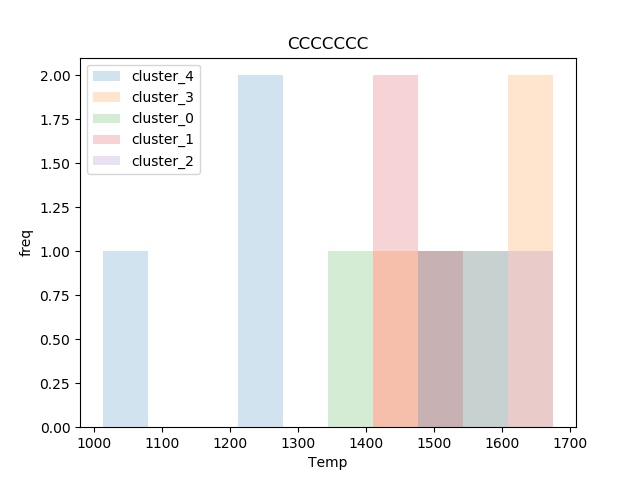 CCCCCCC
cluster_4
cluster_3
cluster_0
cluster_1
cluster_2
2.00
1.75
1.50
1.25
1.00
0.75
0.50
0.25
0.00
freq
1000 1100 1200 1300 1400 1500 1600 1700
Temp